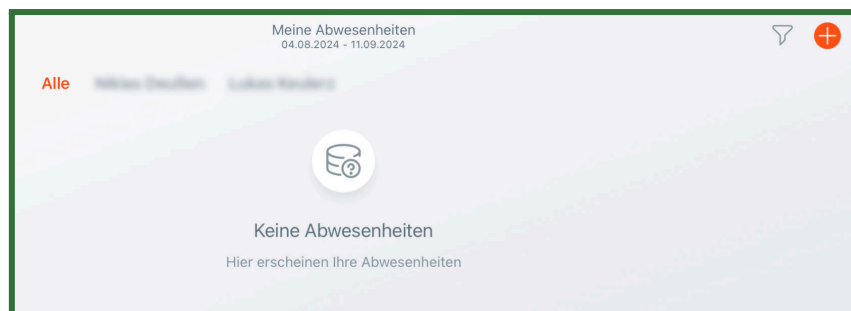 Meine Abwesenheiten
04.08.2024 - 11.09.2024
Alle
Keine Abwesenheiten
Hier erscheinen Ihre Abwesenheiten